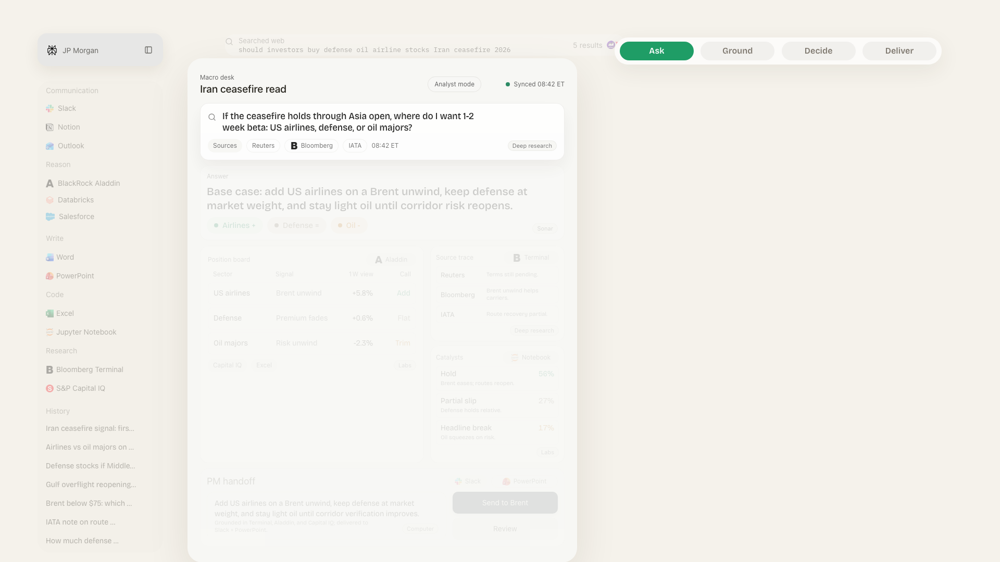 JP Morgan
Searched web
should investors buy defense oil airline stocks Iran ceasefire 2026
5 results
Ask
Ground
Decide
Deliver
Communication
Slack
Notion
Outlook
Reason
BlackRock Aladdin
Databricks
Salesforce
Write
Word
PowerPoint
Code
Excel
Jupyter Notebook
Research
Bloomberg Terminal
S&P Capital IQ
History
Iran ceasefire signal: firs...
Airlines vs oil majors on ...
Defense stocks if Middle...
Gulf overflight reopening...
Brent below $75: which ...
IATA note on route ...
How much defense ...
Macro desk
Iran ceasefire read
Analyst mode
Synced 08:42 ET
If the ceasefire holds through Asia open, where do I want 1-2
week beta: US airlines, defense, or oil majors?
Sources
Reuters
Bloomberg
IATA
08:42 ET
Deep research
Answer
Base case: add US airlines on a Brent unwind, keep defense at
market weight, and stay light oil until corridor risk reopens.
Airlines +
Defense =
Oil -
Sonar
Position board
Aladdin
Sector Signal 1W view Call
US airlines Brent unwind +5.8% Add
Defense Premium fades +0.6% Flat
Oil majors Risk unwind -2.3% Trim
Capital IQ
Excel
Labs
Source trace
Terminal
Reuters Terms still pending.
Bloomberg Brent unwind helps
carriers.
IATA Route recovery partial.
Deep research
Catalysts
Notebook
Hold 56%
Brent eases; routes reopen.
Partial slip 27%
Defense holds relative.
Headline break 17%
Oil squeezes on risk.
Labs
PM handoff
Slack
PowerPoint
Add US airlines on a Brent unwind, keep defense at market
weight, and stay light oil until corridor verification improves.
Grounded in Terminal, Aladdin, and Capital IQ; delivered to
Slack + PowerPoint.
Computer
Send to Brent
Review